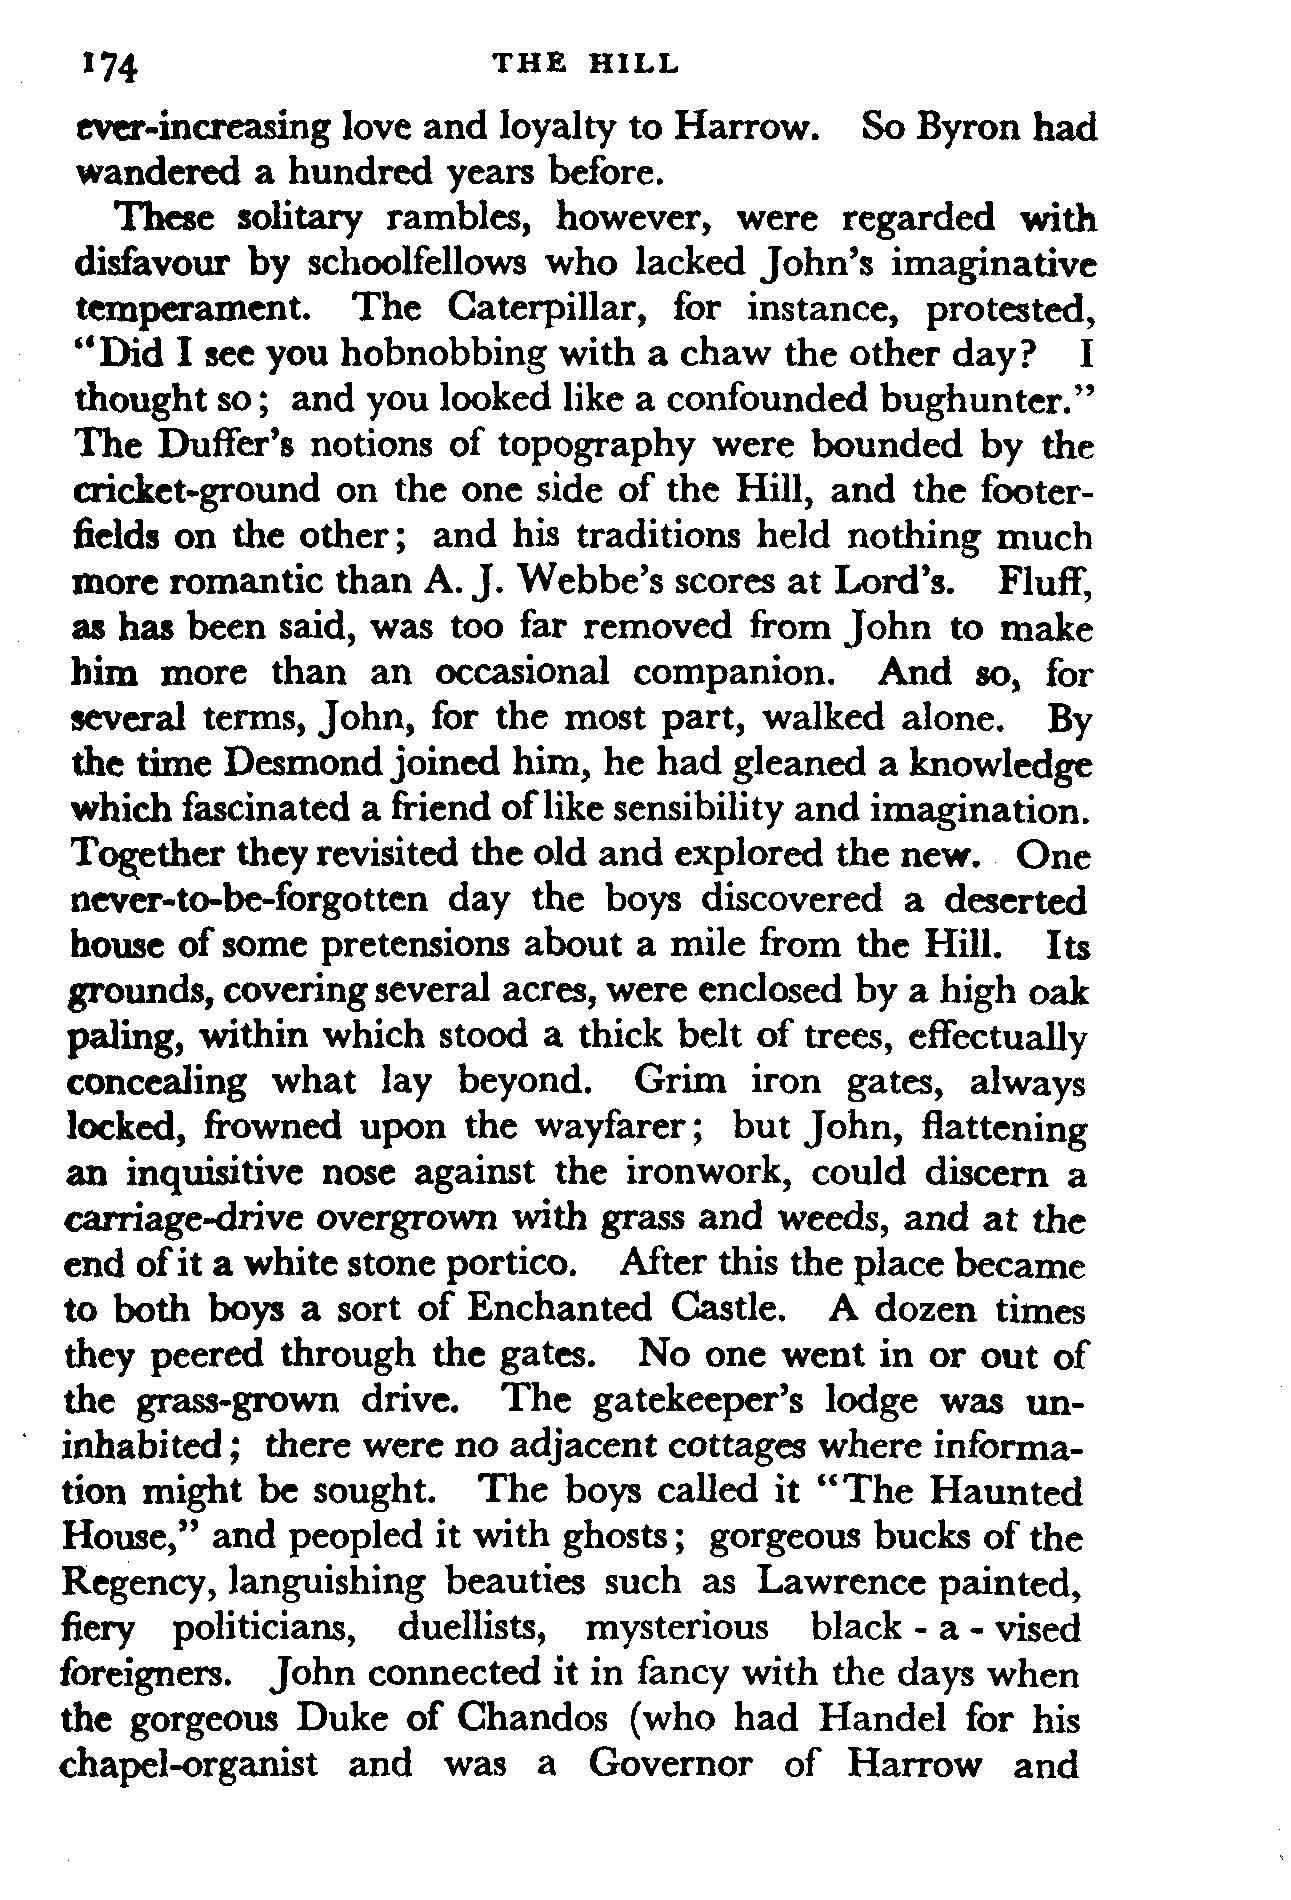 174 THE HILL
ever-increasing love and loyalty to Harrow. So Byron had
wandered a hundred years before.
These solitary rambles, however, were regarded with
disfavour by schoolfellows who lacked John's imaginative
temperament. The Caterpillar, for instance, protested,
"Did I see you hobnobbing with a chaw the other day? I
thought so; and you looked like a confounded bughunter."
The Duffer's notions of topography were bounded by the
cricket-ground on the one side of the Hill, and the footer-
fields on the other; and his traditions held nothing much
more romantic than A. J. Webbe's scores at Lord's. Fluff,
as has been said, was too far removed from John to make
him more than an occasional companion. And so, for
several terms, John, for the most part, walked alone. By
the time Desmond joined him, he had gleaned a knowledge
which fascinated a friend of like sensibility and imagination.
Together they revisited the old and explored the new. One
never-to-be-forgotten day the boys discovered a deserted
house of some pretensions about a mile from the Hill. Its
grounds, covering several acres, were enclosed by a high oak
paling, within which stood a thick belt of trees, effectually
concealing what lay beyond. Grim iron gates, always
locked, frowned upon the wayfarer; but John, flattening
an inquisitive nose against the ironwork, could discern a
carriage-drive overgrown with grass and weeds, and at the
end of it a white stone portico. After this the place became
to both boys a sort of Enchanted Castle. A dozen times
they peered through the gates. No one went in or out of
the grass-grown drive. The gatekeeper's lodge was un-
inhabited; there were no adjacent cottages where informa-
tion might be sought. The boys called it "The Haunted
House," and peopled it with ghosts; gorgeous bucks of the
Regency, languishing beauties such as Lawrence painted,
fiery politicians, duellists, mysterious black-a-vised
foreigners. John connected it in fancy with the days when
the gorgeous Duke of Chandos (who had Handel for his
chapel-organist and was a Governor of Harrow and